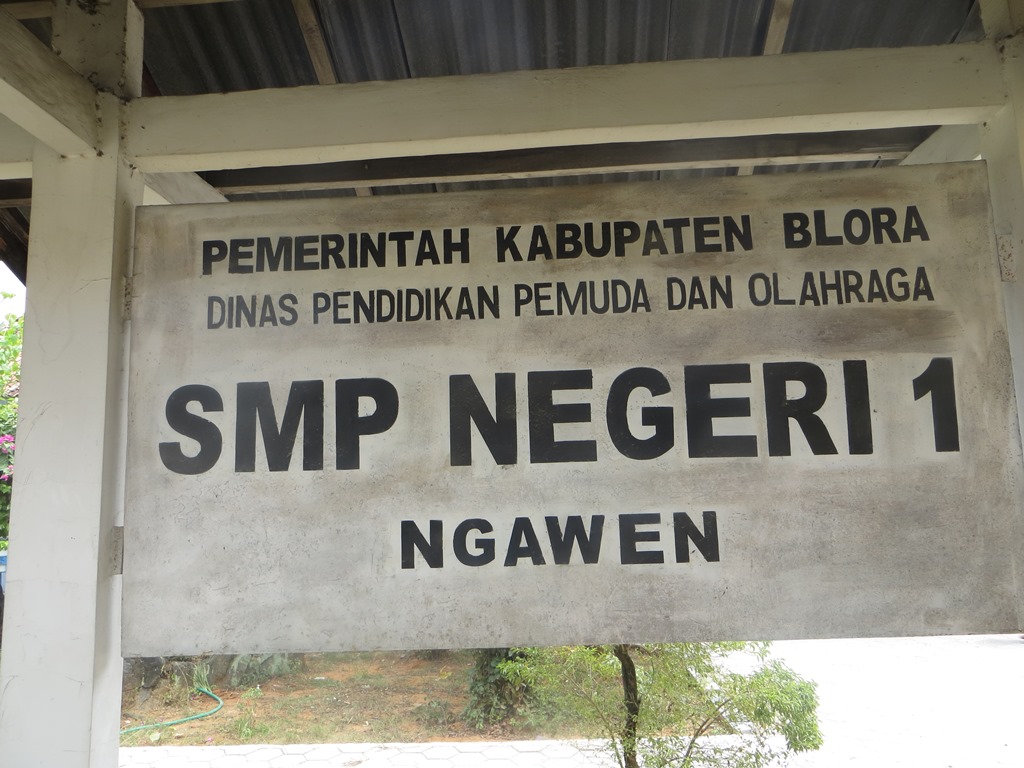 PEMERINTAH KABUPATEN BLORA
DINAS PENDIDIKAN PEMUDA DAN OLAHRAGA
SMP NEGERI 1
NGAWEN